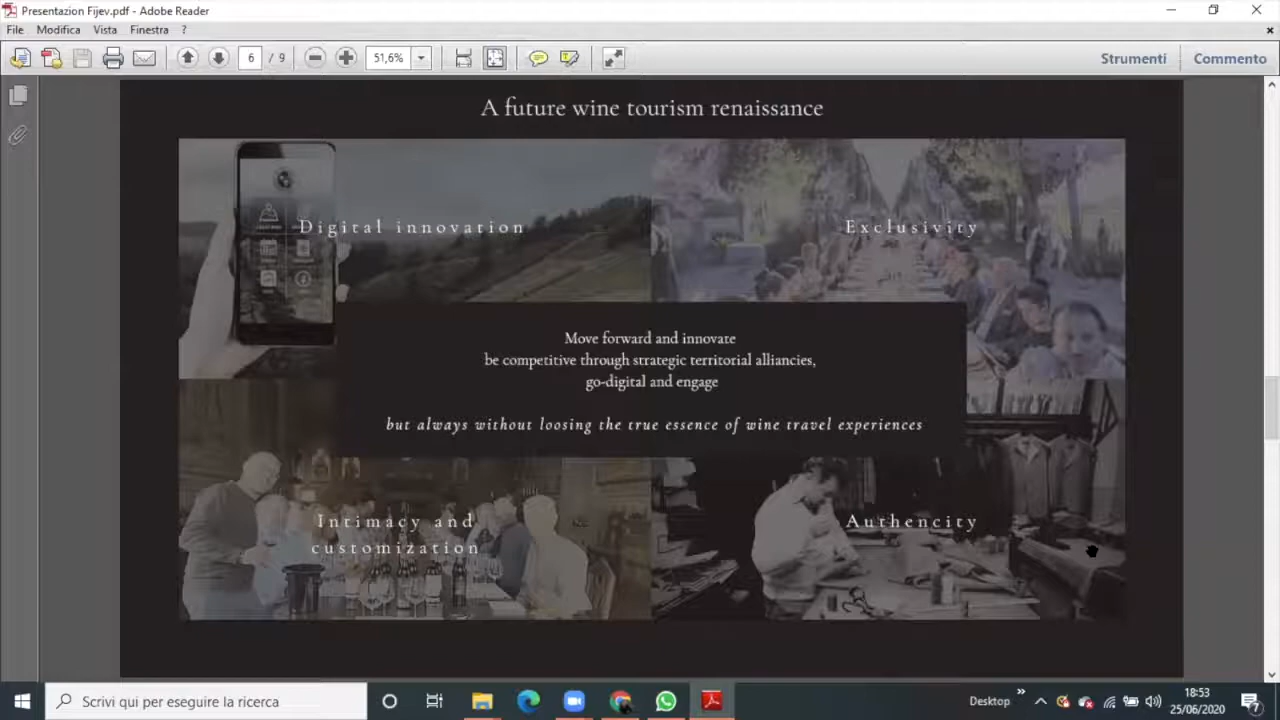 Presentazion Fijev.pdf - Adobe Reader
File Modifica Vista Finestra ?
6 / 9 51,6% Strumenti Commento
A future wine tourism renaissance
Digital innovation
Exclusivity
Move forward and innovate
be competitive through strategic territorial alliancies,
go-digital and engage
but always without loosing the true essence of wine travel experiences
Intimacy and
customization
Authencity
Scrivi qui per eseguire la ricerca
Desktop
18:53
25/06/2020
7